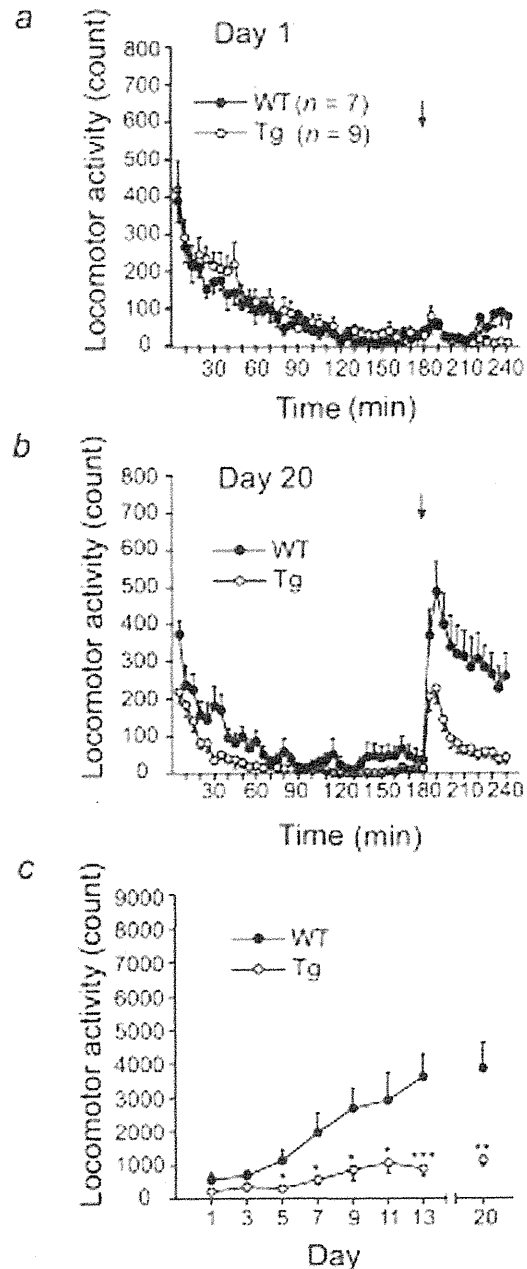 a
Day 1
Locomotor activity (count)
800
700
600
500
400
300
200
100
0
WT (n = 7)
Tg (n = 9)
30 60 90 120 150 180 210 240
Time (min)
b
Day 20
Locomotor activity (count)
800
700
600
500
400
300
200
100
0
WT
Tg
30 60 90 120 150 180 210 240
Time (min)
c
Locomotor activity (count)
9000
8000
7000
6000
5000
4000
3000
2000
1000
0
WT
Tg
* * * * *** **
1 3 5 7 9 11 13 20
Day